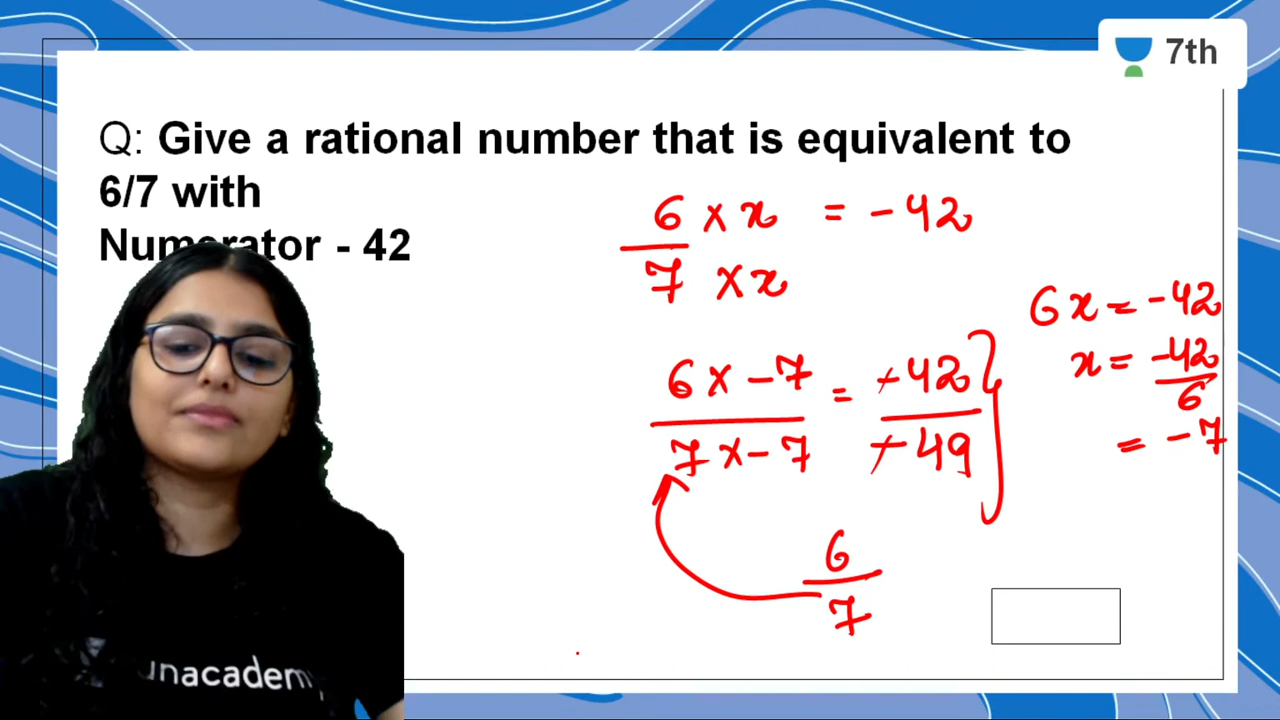 7th
Q: Give a rational number that is equivalent to
6/7 with
Numerator - 42
6 × x = -42
7 × x
6x = -42
x = -42
6
= -7
6 × -7 = -42
7 × -7 -49
6
7
unacademy